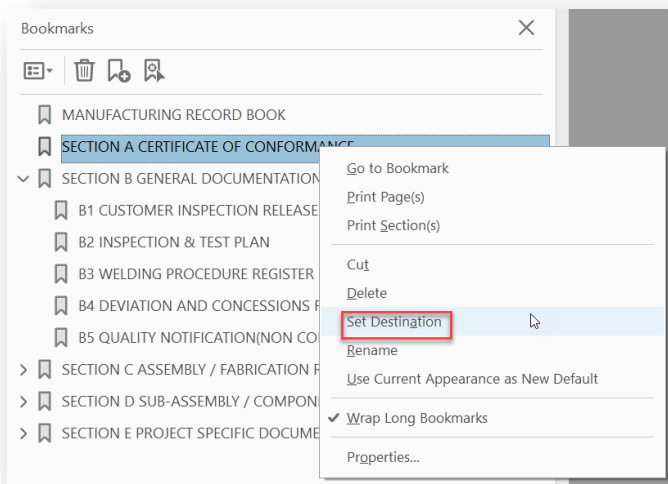 Bookmarks
MANUFACTURING RECORD BOOK
SECTION A CERTIFICATE OF CONFORMANCE
SECTION B GENERAL DOCUMENTATION
B1 CUSTOMER INSPECTION RELEASE
B2 INSPECTION & TEST PLAN
B3 WELDING PROCEDURE REGISTER
B4 DEVIATION AND CONCESSIONS
B5 QUALITY NOTIFICATION(NON
SECTION C ASSEMBLY / FABRICATION
SECTION D SUB-ASSEMBLY /
SECTION E PROJECT SPECIFIC
Go to Bookmark
Print Page(s)
Print Section(s)
Cut
Delete
Set Destination
Rename
Use Current Appearance as New Default
Wrap Long Bookmarks
Properties...